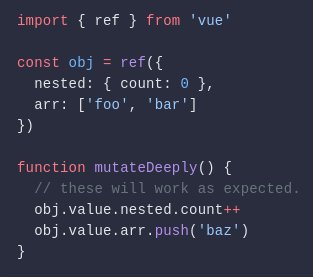 import { ref } from 'vue'

const obj = ref({
  nested: { count: 0 },
  arr: ['foo', 'bar']
})

function mutateDeeply() {
  // these will work as expected.
  obj.value.nested.count++
  obj.value.arr.push('baz')
}